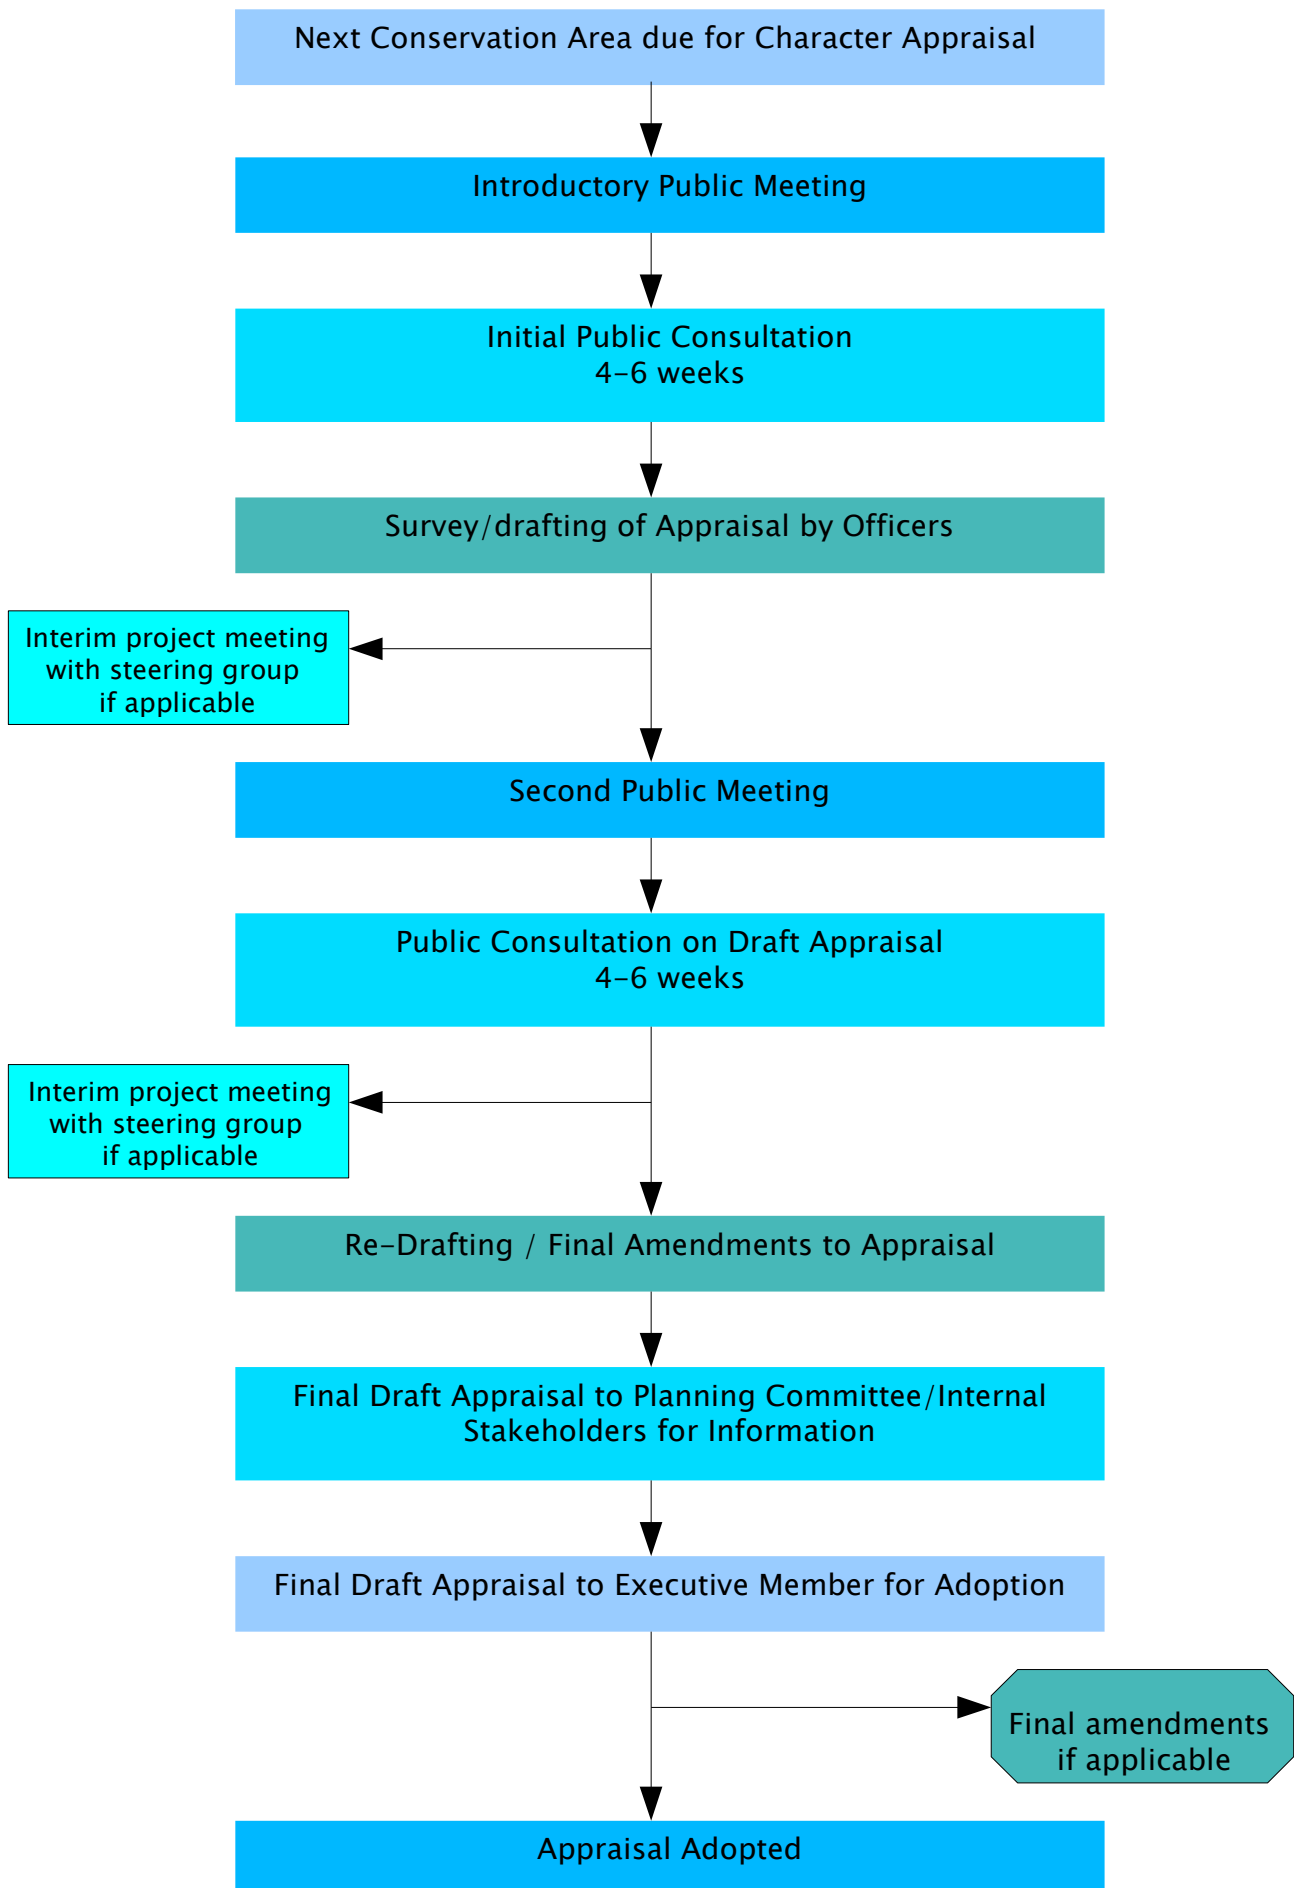 Next Conservation Area due for Character Appraisal
Introductory Public Meeting
Initial Public Consultation
4-6 weeks
Survey/drafting of Appraisal by Officers
Interim project meeting
with steering group
if applicable
Second Public Meeting
Public Consultation on Draft Appraisal
4-6 weeks
Interim project meeting
with steering group
if applicable
Re-Drafting / Final Amendments to Appraisal
Final Draft Appraisal to Planning Committee/Internal
Stakeholders for Information
Final Draft Appraisal to Executive Member for Adoption
Final amendments
if applicable
Appraisal Adopted